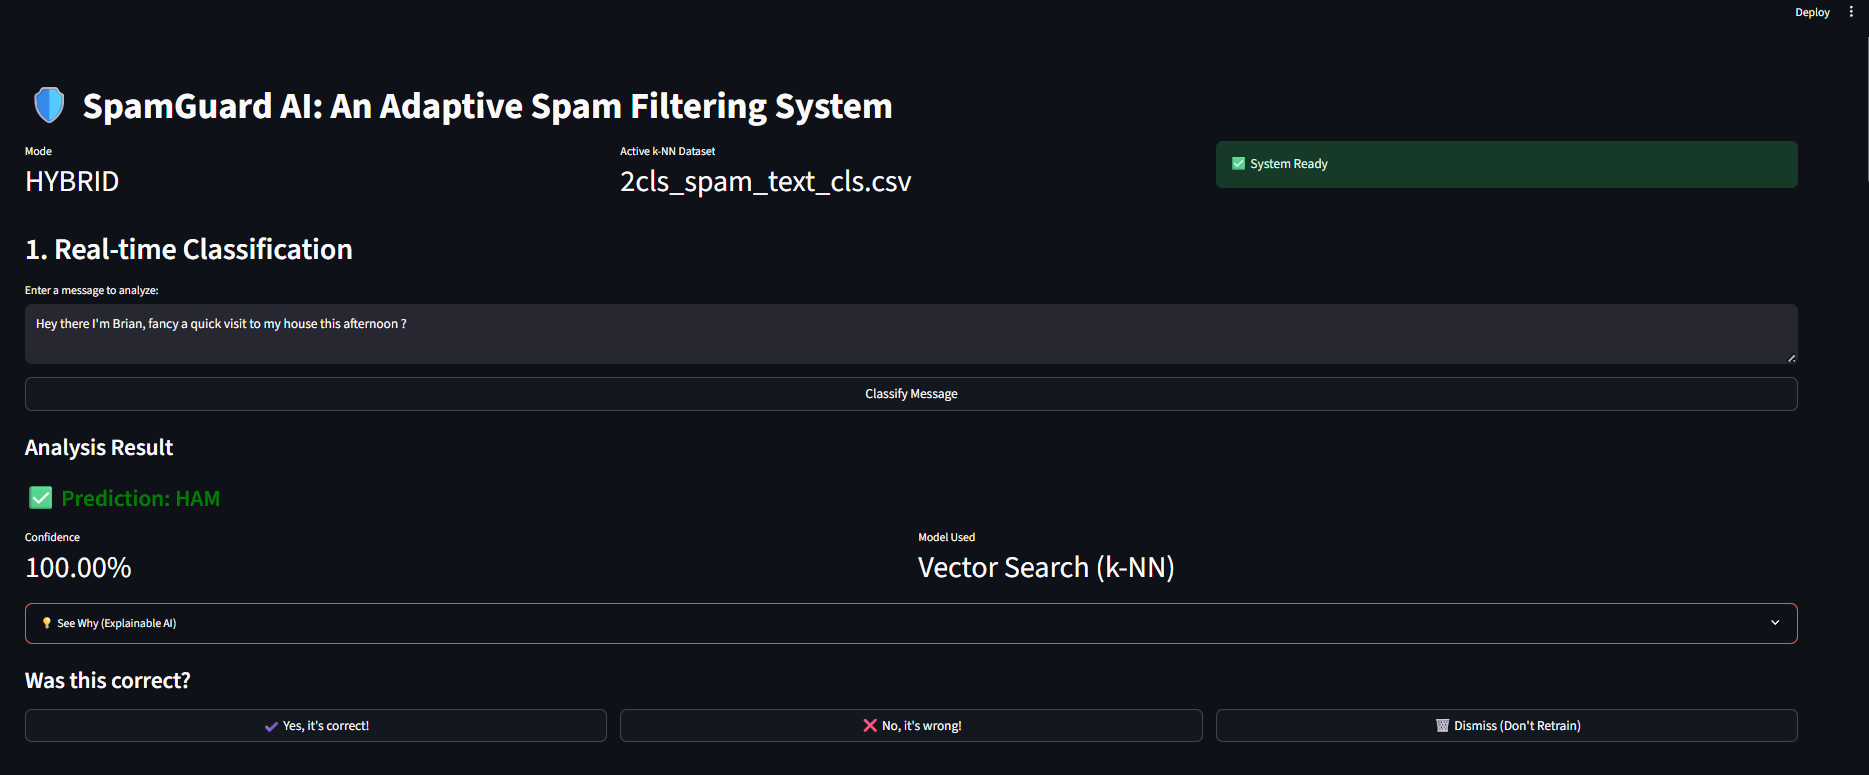 Deploy
SpamGuard AI: An Adaptive Spam Filtering System
Mode
HYBRID
Active k-NN Dataset
2cls_spam_text_cls.csv
System Ready
1. Real-time Classification
Enter a message to analyze:
Hey there I'm Brian, fancy a quick visit to my house this afternoon ?
Classify Message
Analysis Result
Prediction: HAM
Confidence
100.00%
Model Used
Vector Search (k-NN)
See Why (Explainable AI)
Was this correct?
Yes, it's correct!
No, it's wrong!
Dismiss (Don't Retrain)